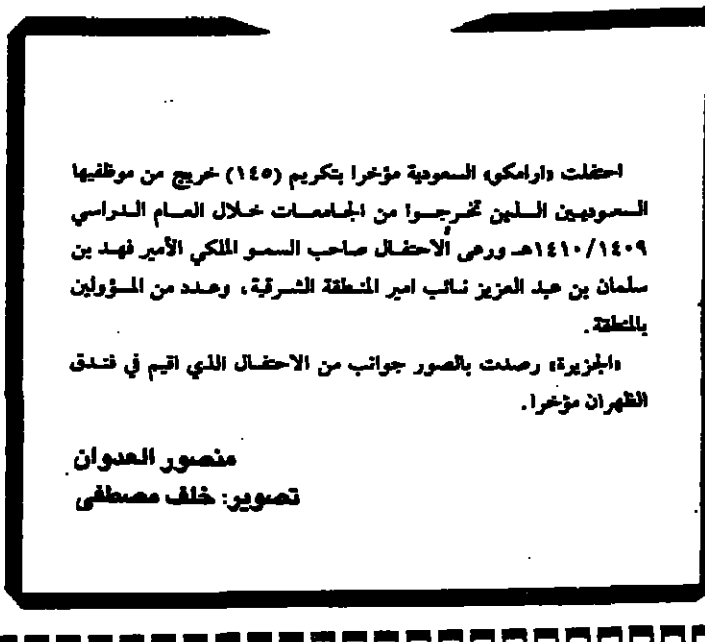 احتفلت «ارامكو» السعودية مؤخرا بتكريم (١٤٥) خريج من موظفيها
السعوديين الذين تخرجوا من الجامعات خلال العام الدراسي
١٤١٠/١٤٠٩هـ ورعى الاحتفال صاحب السمو الملكي الأمير فهد بن
سلمان بن عبد العزيز نائب امير المنطقة الشرقية، وعدد من المسؤولين
بالمنطقة.
«الجزيرة» رصدت بالصور جوانب من الاحتفال الذي اقيم في فندق
الظهران مؤخرا.
منصور العدوان
تصوير: خلف مصطفى